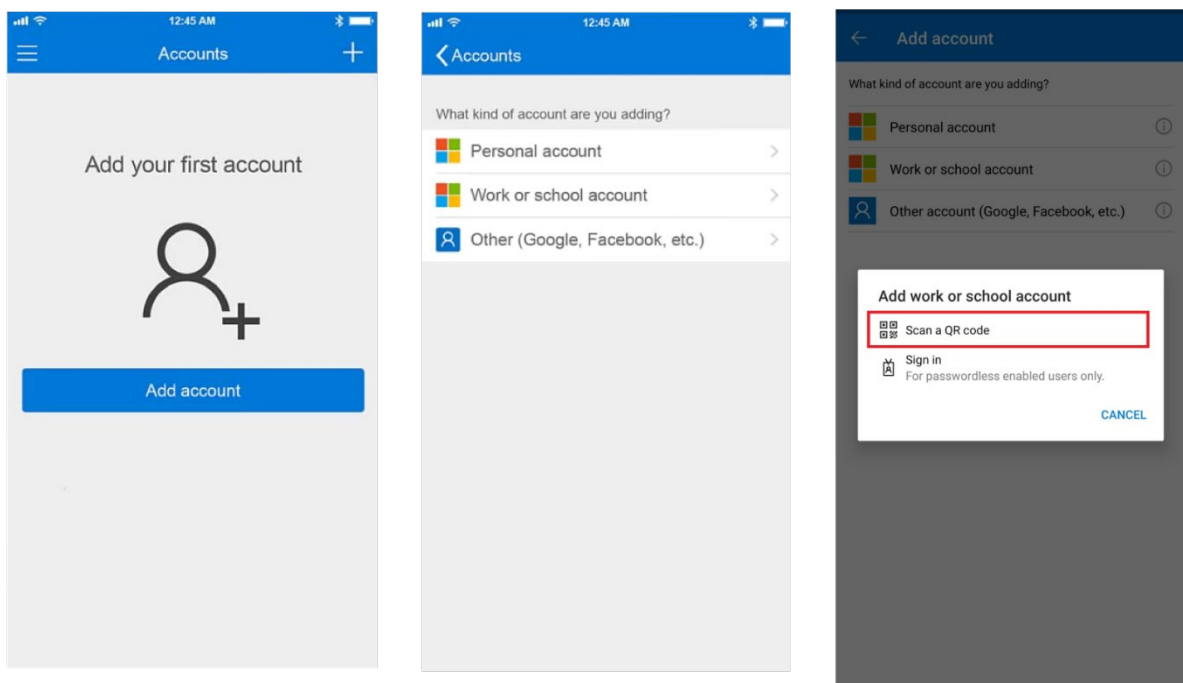 12:45 AM
Accounts
Add your first account
Add account
12:45 AM
Accounts
What kind of account are you adding?
Personal account
Work or school account
Other (Google, Facebook, etc.)
Add account
What kind of account are you adding?
Personal account
Work or school account
Other account (Google, Facebook, etc.)
Add work or school account
Scan a QR code
Sign in
For passwordless enabled users only.
CANCEL